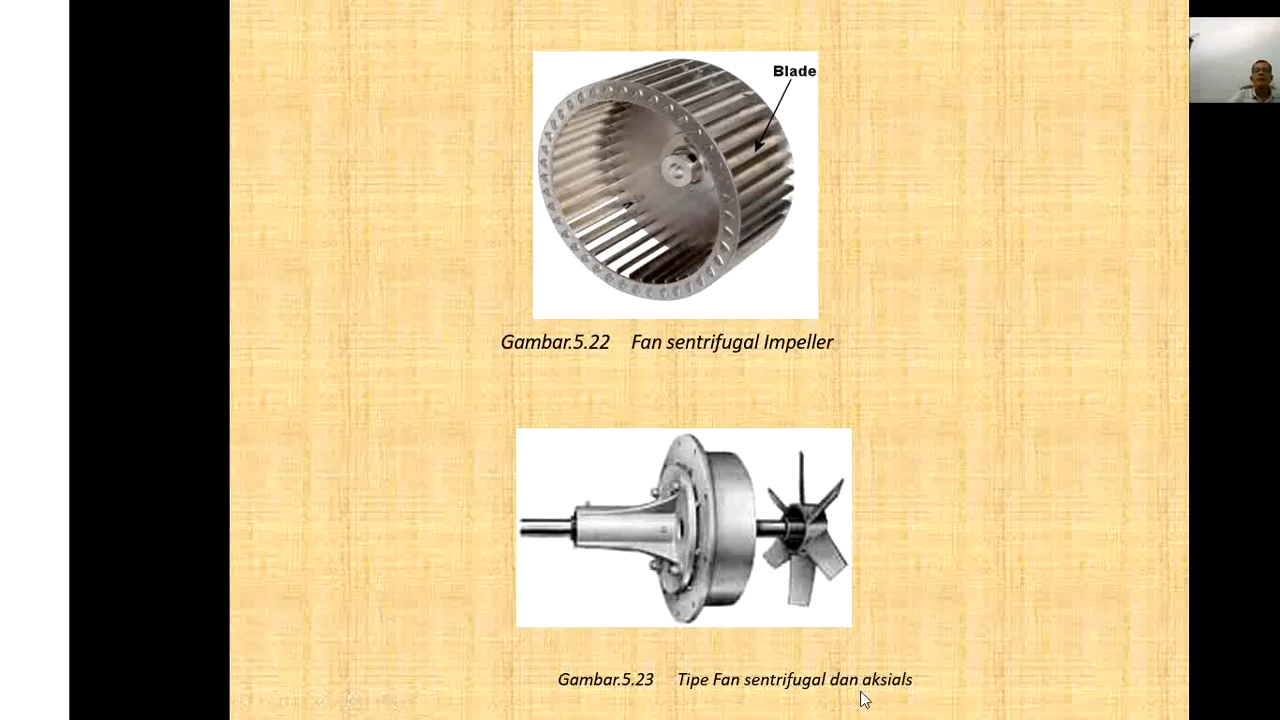 Blade
Gambar.5.22 Fan sentrifugal Impeller
Gambar.5.23 Tipe Fan sentrifugal dan aksials